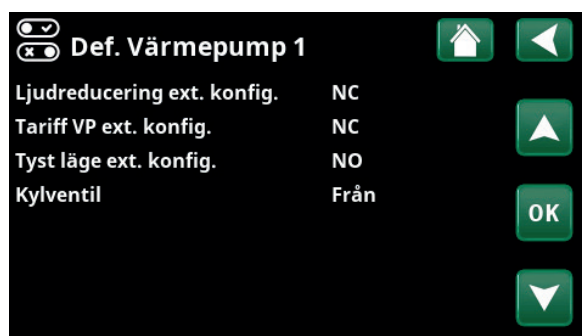 Def. Värmepump 1
Ljudreducering ext. konfig. NC
Tariff VP ext. konfig. NC
Tyst läge ext. konfig. NO
Kylventil Från
OK